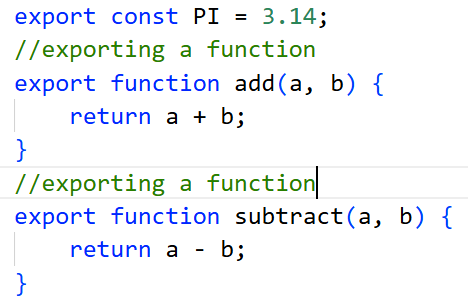 export const PI = 3.14;
//exporting a function
export function add(a, b) {
    return a + b;
}
//exporting a function
export function subtract(a, b) {
    return a - b;
}